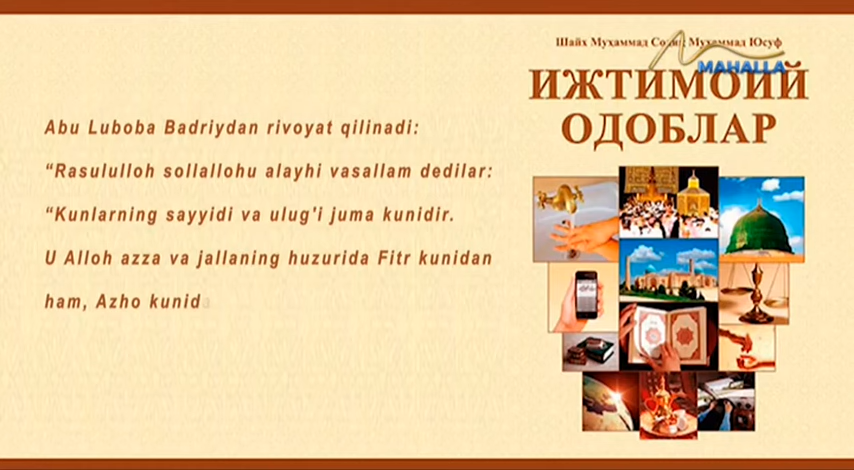 Abu Luboba Badriydan rivoyat qilinadi:
“Rasululloh sollallohu alayhi vasallam dedilar:
“Kunlarning sayyidi va ulug'i juma kunidir.
U Alloh azza va jallaning huzurida Fitr kunidan
ham, Azho kunida
Шайх Муҳаммад Содиқ Муҳаммад Юсуф
MAHALLA
ИЖТИМОИЙ
ОДОБЛАР